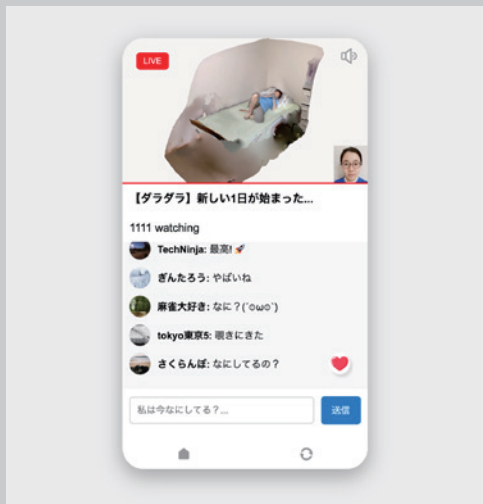 LIVE
【ダラダラ】新しい1日が始まった...
1111 watching
TechNinja: 最高! 🚀
ぎんたろう: やばいね
麻雀大好き: なに？(´⊙ω⊙`)
tokyo東京5: 覗きにきた
さくらんぼ: なにしてるの？
私は今なにしてる？...
送信